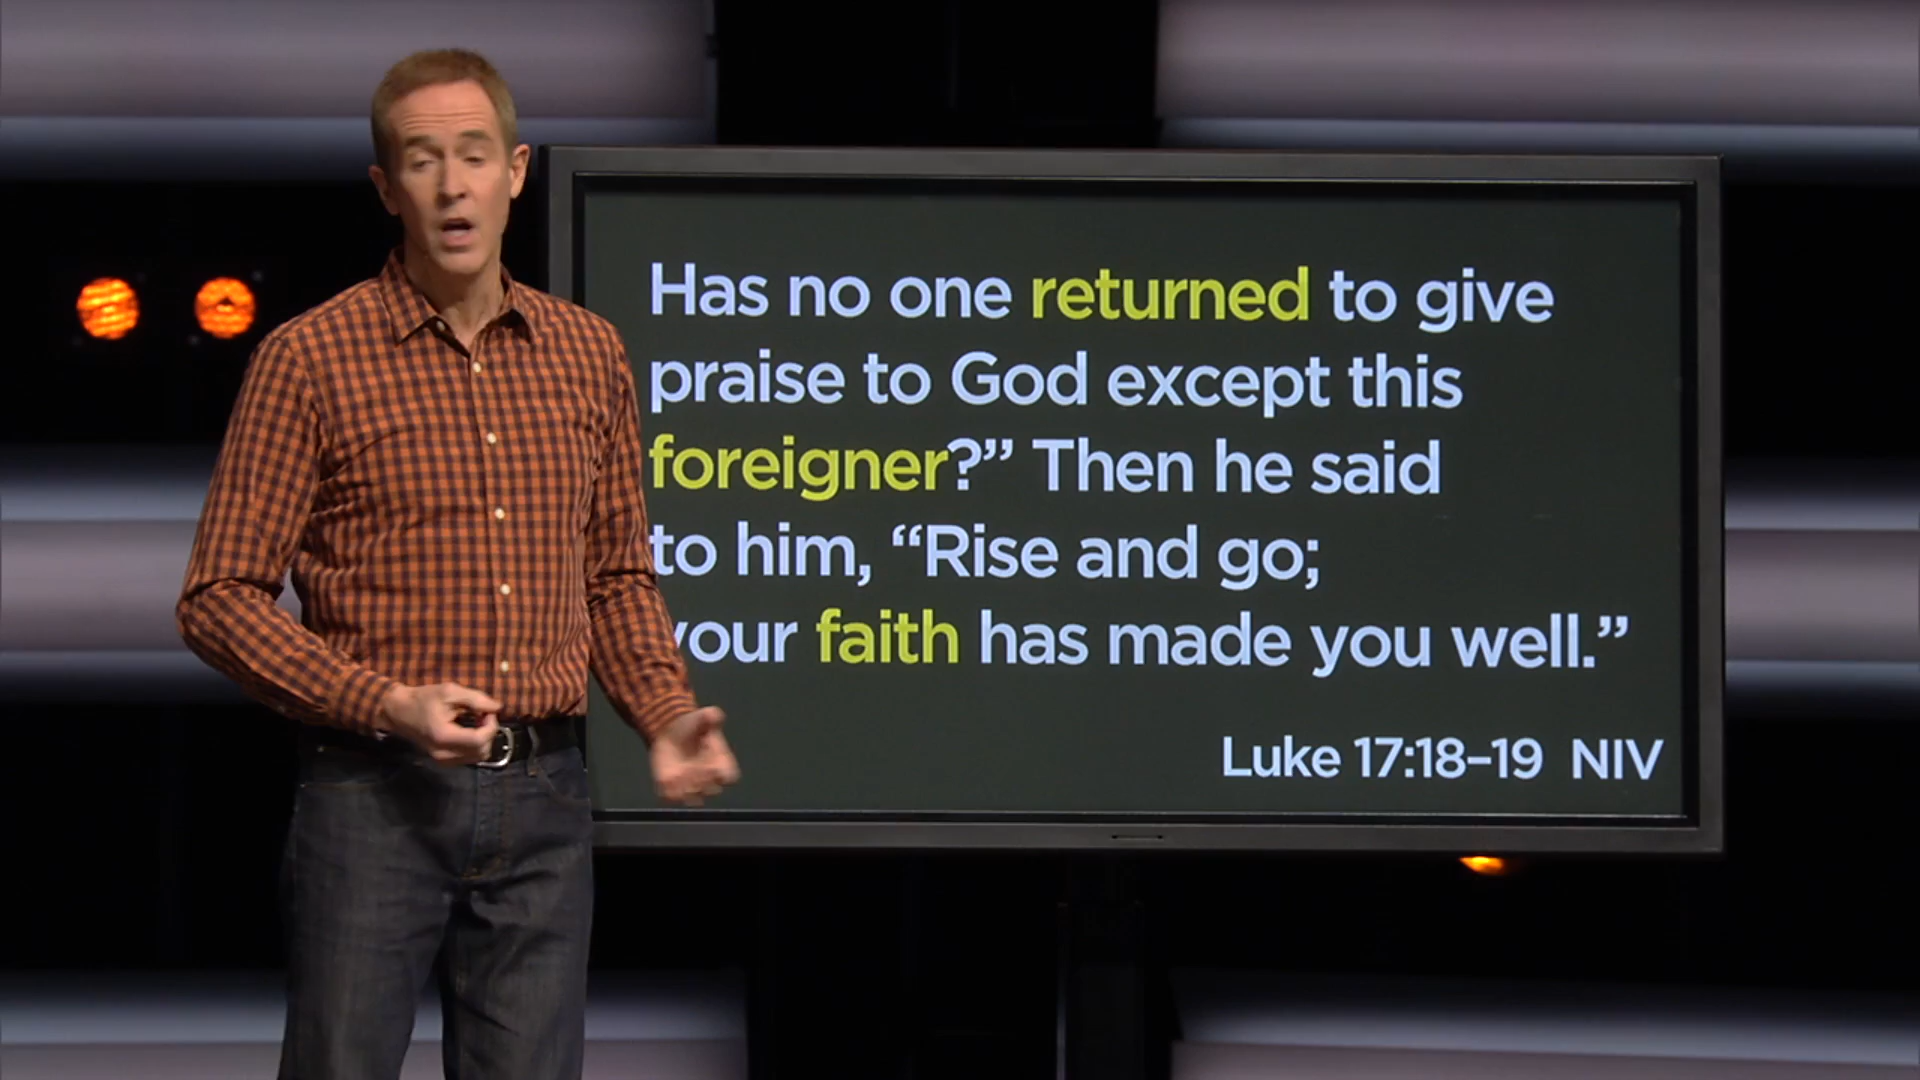 Has no one returned to give
praise to God except this
foreigner?” Then he said
to him, “Rise and go;
your faith has made you well.”
Luke 17:18–19 NIV